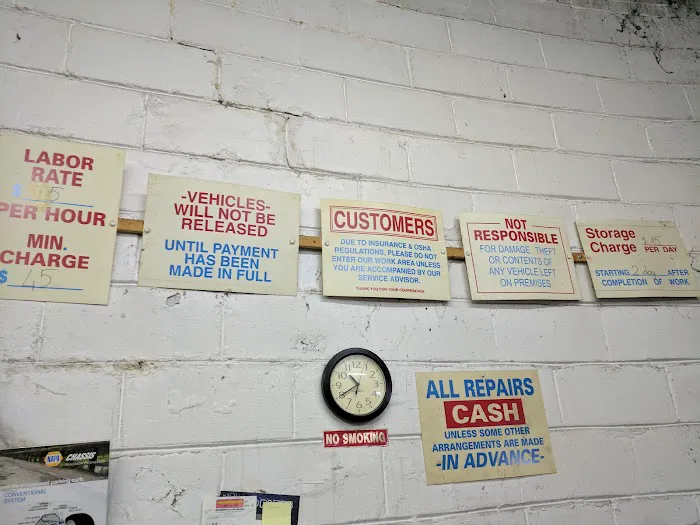 LABOR
RATE
PER HOUR
MIN.
CHARGE
$ 45
-VEHICLES-
WILL NOT BE
RELEASED
UNTIL PAYMENT
HAS BEEN
MADE IN FULL
CUSTOMERS
DUE TO INSURANCE & OSHA
REGULATIONS, PLEASE DO NOT
ENTER OUR WORK AREA UNLESS
YOU ARE ACCOMPANIED BY OUR
SERVICE ADVISOR.
THANK YOU FOR YOUR COOPERATION
NOT
RESPONSIBLE
FOR DAMAGE, THEFT
OR CONTENTS OF
ANY VEHICLE LEFT
ON PREMISES
Storage
Charge PER DAY
STARTING 2 day AFTER
COMPLETION OF WORK
NO SMOKING
ALL REPAIRS
CASH
UNLESS SOME OTHER
ARRANGEMENTS ARE MADE
-IN ADVANCE-
NAPA CHASSIS
CONVENTIONAL
SYSTEM